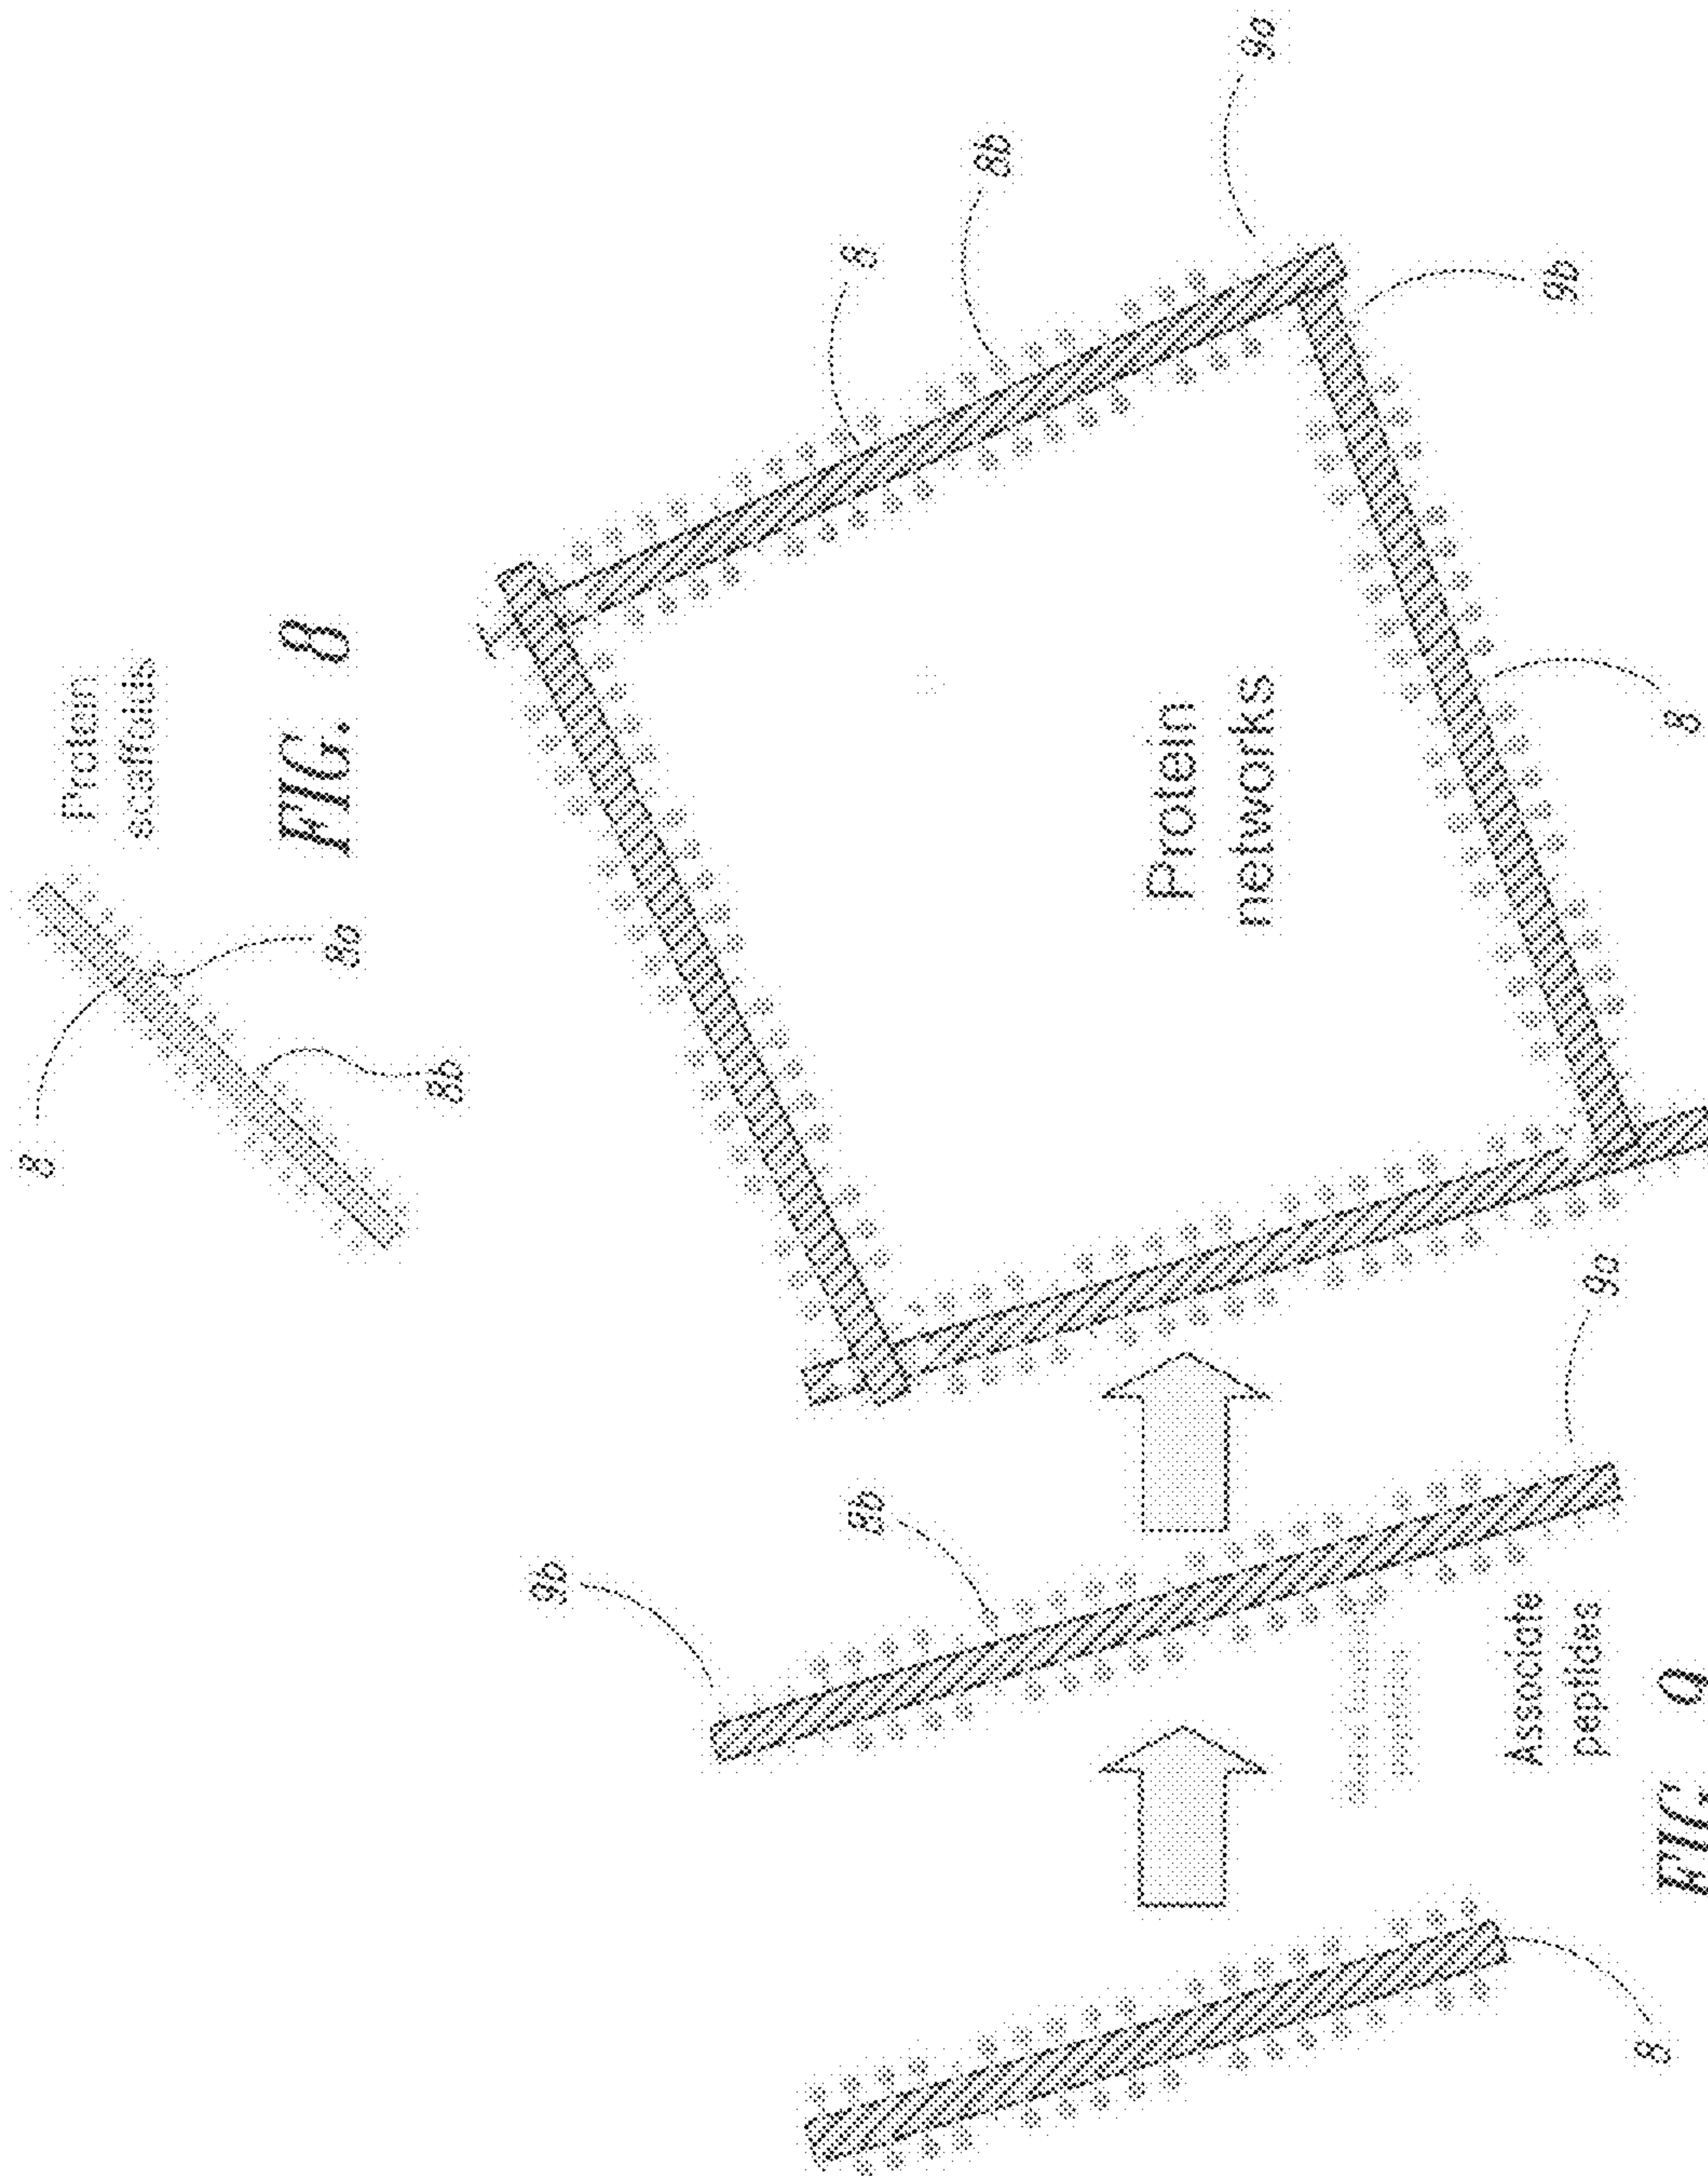 8
Protein
scaffolds
FIG. 8
8a
8b
9b
8
8b
8b
Protein
networks
9a
Associate
peptides
9b
9a
8
8
FIG. 9